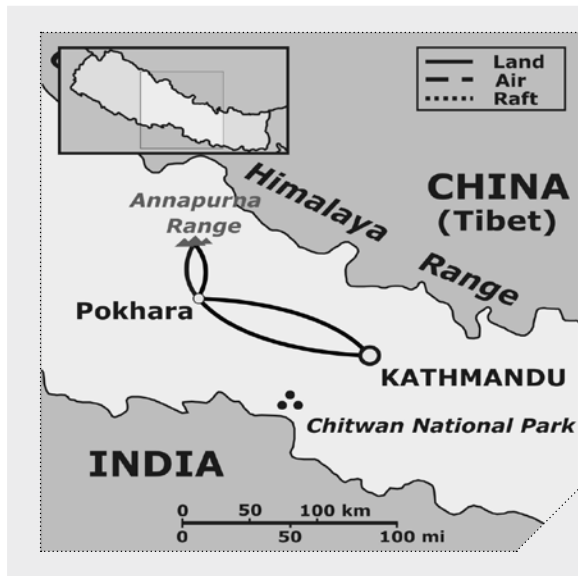 Land
Air
Raft
Himalaya
Range
CHINA
(Tibet)
Annapurna
Range
Pokhara
KATHMANDU
Chitwan National Park
INDIA
0 50 100 km
0 50 100 mi